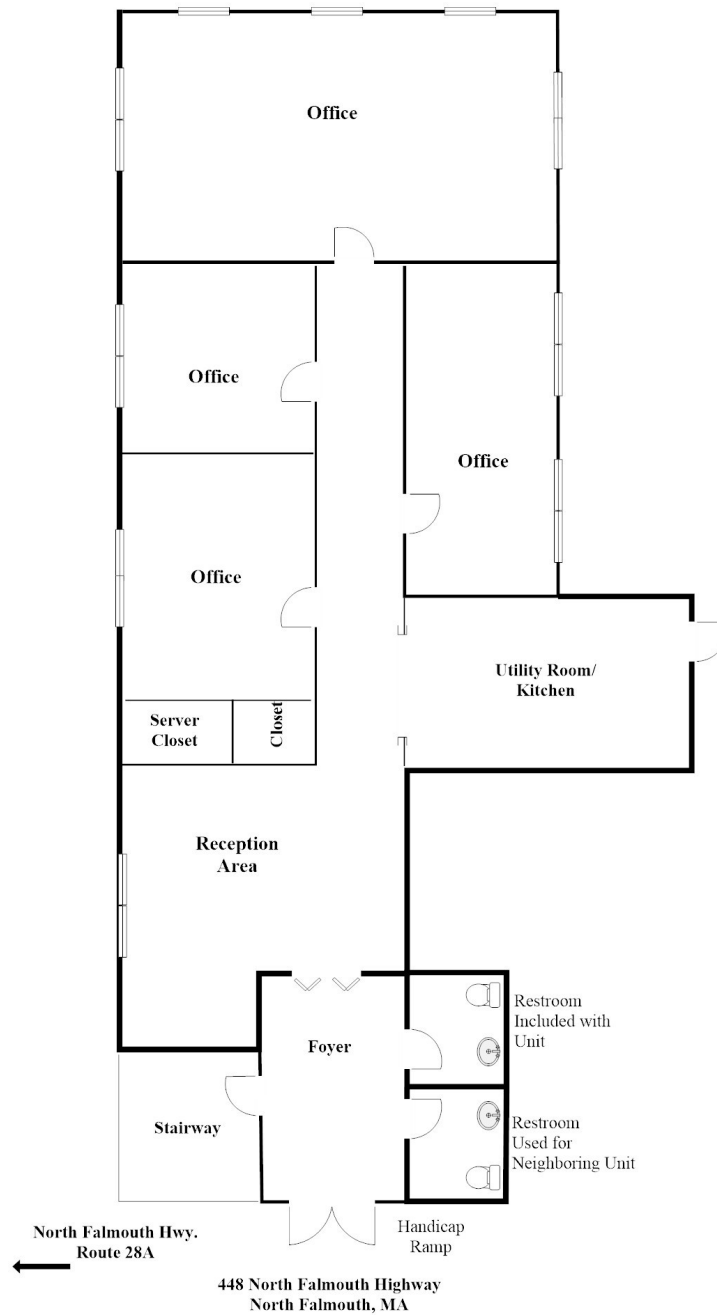 Office
Office
Office
Office
Utility Room/
Kitchen
Server
Closet
Closet
Reception
Area
Restroom
Included with
Unit
Foyer
Stairway
Restroom
Used for
Neighboring Unit
North Falmouth Hwy.
Route 28A
Handicap
Ramp
448 North Falmouth Highway
North Falmouth, MA